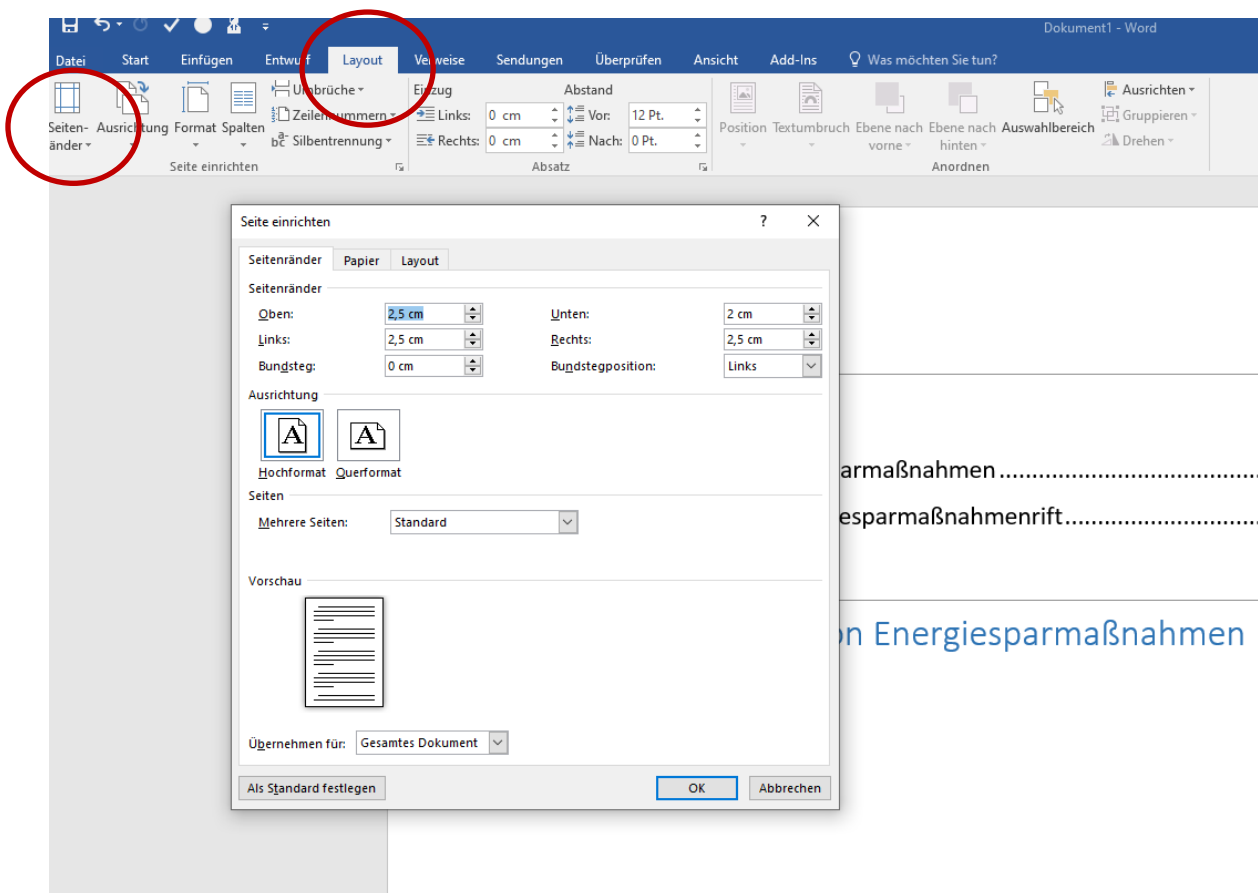 Dokument1 - Word
Datei Start Einfügen Entwurf Layout Verweise Sendungen Überprüfen Ansicht Add-Ins Was möchten Sie tun?
Seiten-
änder
Ausrichtung Format Spalten
Umbrüche
Zeilennummern
Silbentrennung
Seite einrichten
Einzug
Links: 0 cm
Rechts: 0 cm
Abstand
Vor: 12 Pt.
Nach: 0 Pt.
Absatz
Position Textumbruch Ebene nach
vorne
Ebene nach
hinten
Auswahlbereich
Ausrichten
Gruppieren
Drehen
Anordnen
Seite einrichten ?
Seitenränder Papier Layout
Seitenränder
Oben: 2,5 cm Unten: 2 cm
Links: 2,5 cm Rechts: 2,5 cm
Bundsteg: 0 cm Bundstegposition: Links
Ausrichtung
A A
Hochformat Querformat
Seiten
Mehrere Seiten: Standard
Vorschau
Übernehmen für: Gesamtes Dokument
Als Standard festlegen OK Abbrechen
armaßnahmen........................................
esparmaßnahmenrift..............................
on Energiesparmaßnahmen